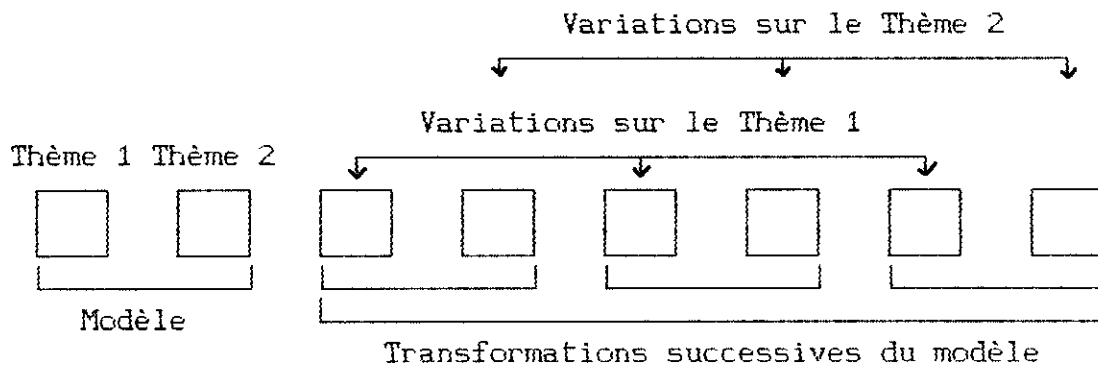 Variations sur le Thème 2
Variations sur le Thème 1
Thème 1 Thème 2
Modèle
Transformations successives du modèle